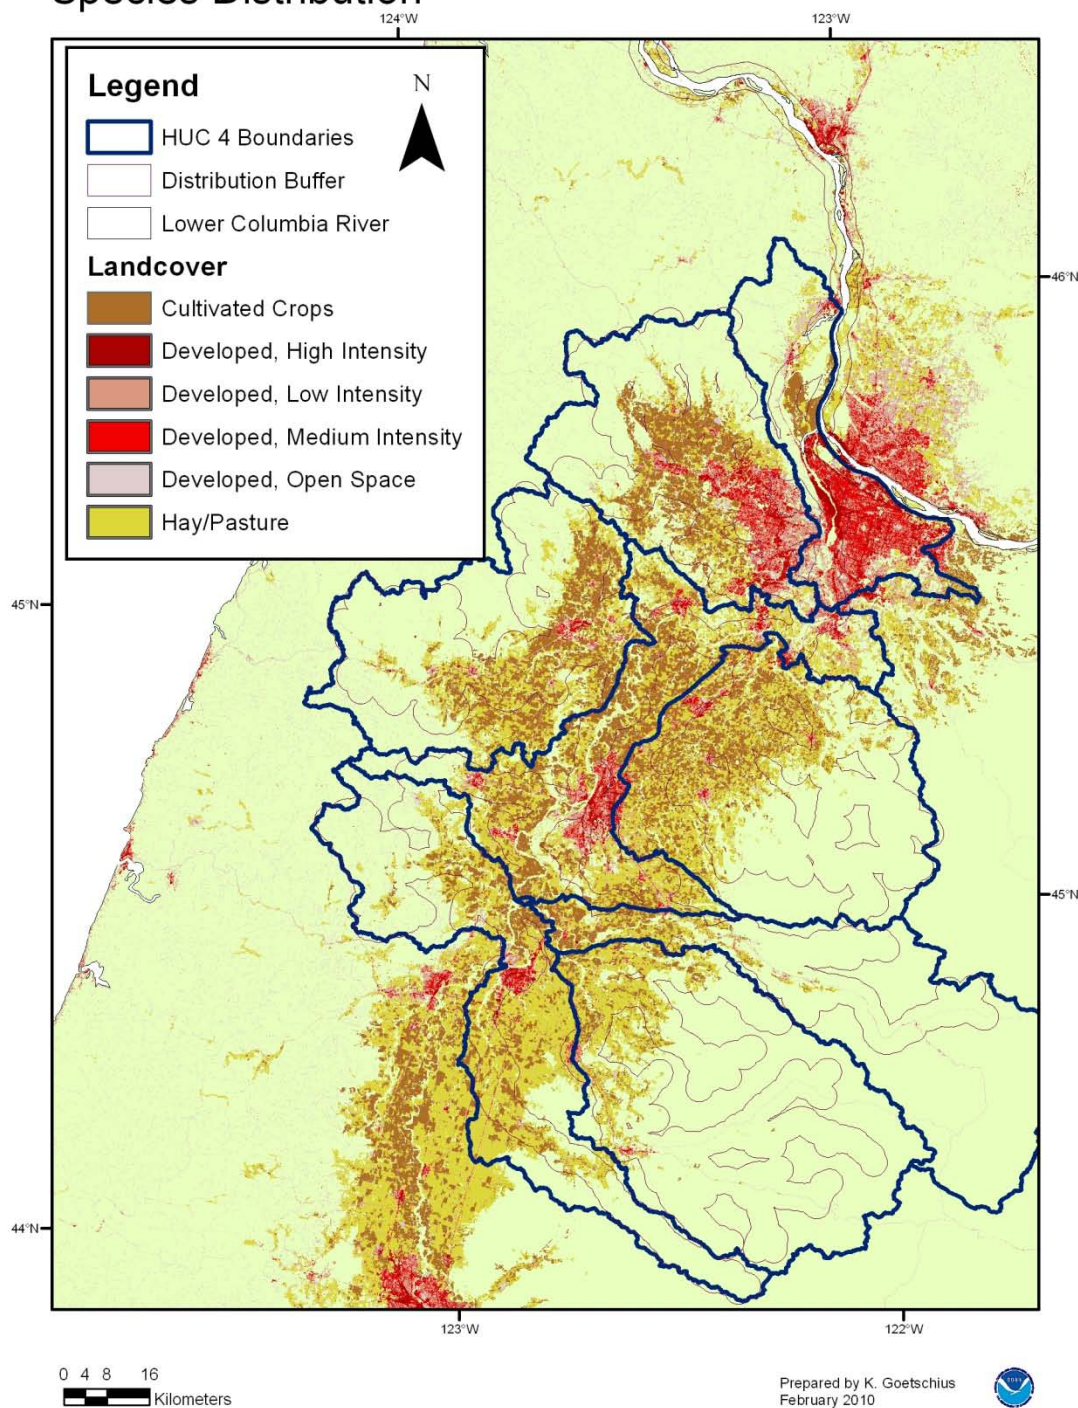 Species Distribution
124°W
123°W
Legend
N
HUC 4 Boundaries
Distribution Buffer
Lower Columbia River
Landcover
Cultivated Crops
Developed, High Intensity
Developed, Low Intensity
Developed, Medium Intensity
Developed, Open Space
Hay/Pasture
46°N
45°N
45°N
44°N
123°W
122°W
0 4 8 16
Kilometers
Prepared by K. Goetschius
February 2010